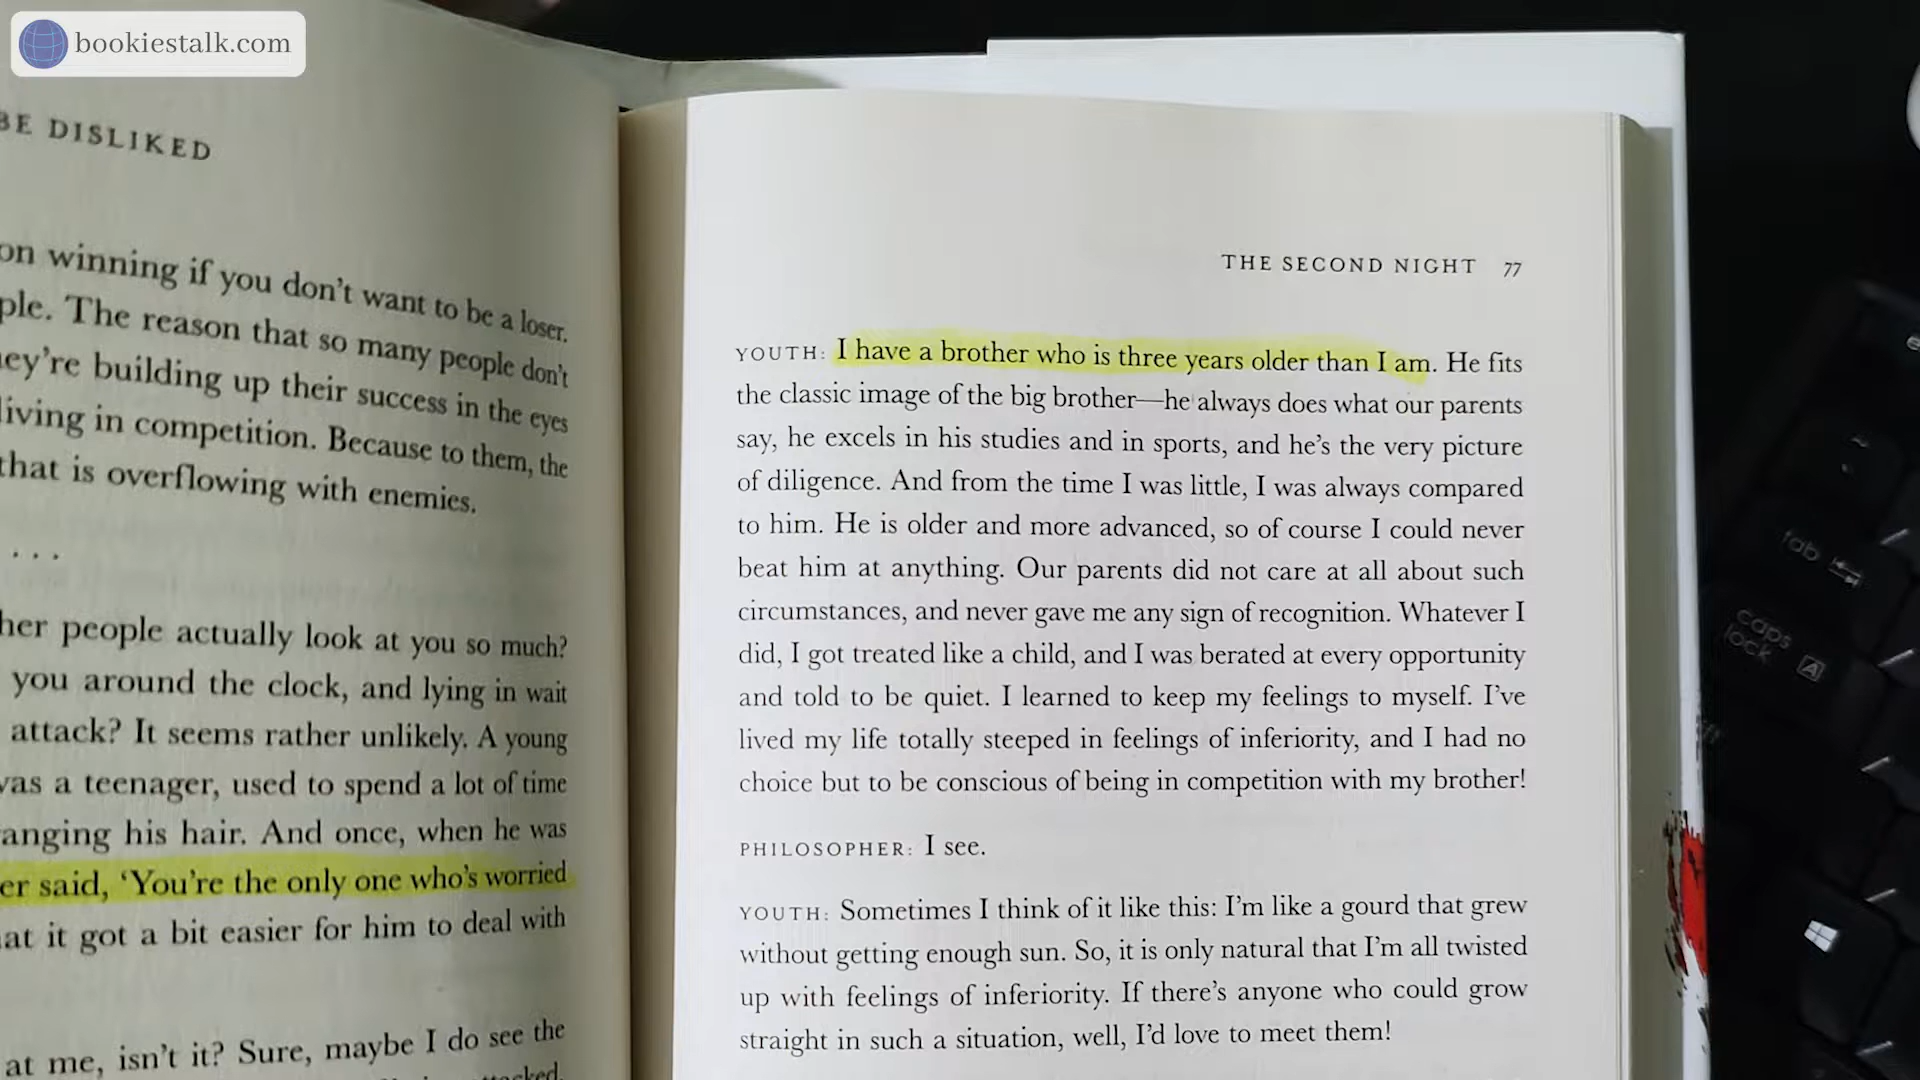 bookiestalk.com
BE DISLIKED
on winning if you don't want to be a loser.
The reason that so many people don't
they're building up their success in the eyes
living in competition. Because to them, the
that is overflowing with enemies.
...
people actually look at you so much?
you around the clock, and lying in wait
attack? It seems rather unlikely. A young
was a teenager, used to spend a lot of time
his hair. And once, when he was
said, ‘You're the only one who's worried
it got a bit easier for him to deal with
at me, isn't it? Sure, maybe I do see the
THE SECOND NIGHT 77
YOUTH: I have a brother who is three years older than I am. He fits
the classic image of the big brother—he always does what our parents
say, he excels in his studies and in sports, and he's the very picture
of diligence. And from the time I was little, I was always compared
to him. He is older and more advanced, so of course I could never
beat him at anything. Our parents did not care at all about such
circumstances, and never gave me any sign of recognition. Whatever I
did, I got treated like a child, and I was berated at every opportunity
and told to be quiet. I learned to keep my feelings to myself. I've
lived my life totally steeped in feelings of inferiority, and I had no
choice but to be conscious of being in competition with my brother!
PHILOSOPHER: I see.
YOUTH: Sometimes I think of it like this: I'm like a gourd that grew
without getting enough sun. So, it is only natural that I'm all twisted
up with feelings of inferiority. If there's anyone who could grow
straight in such a situation, well, I'd love to meet them!
tab
caps
lock
A